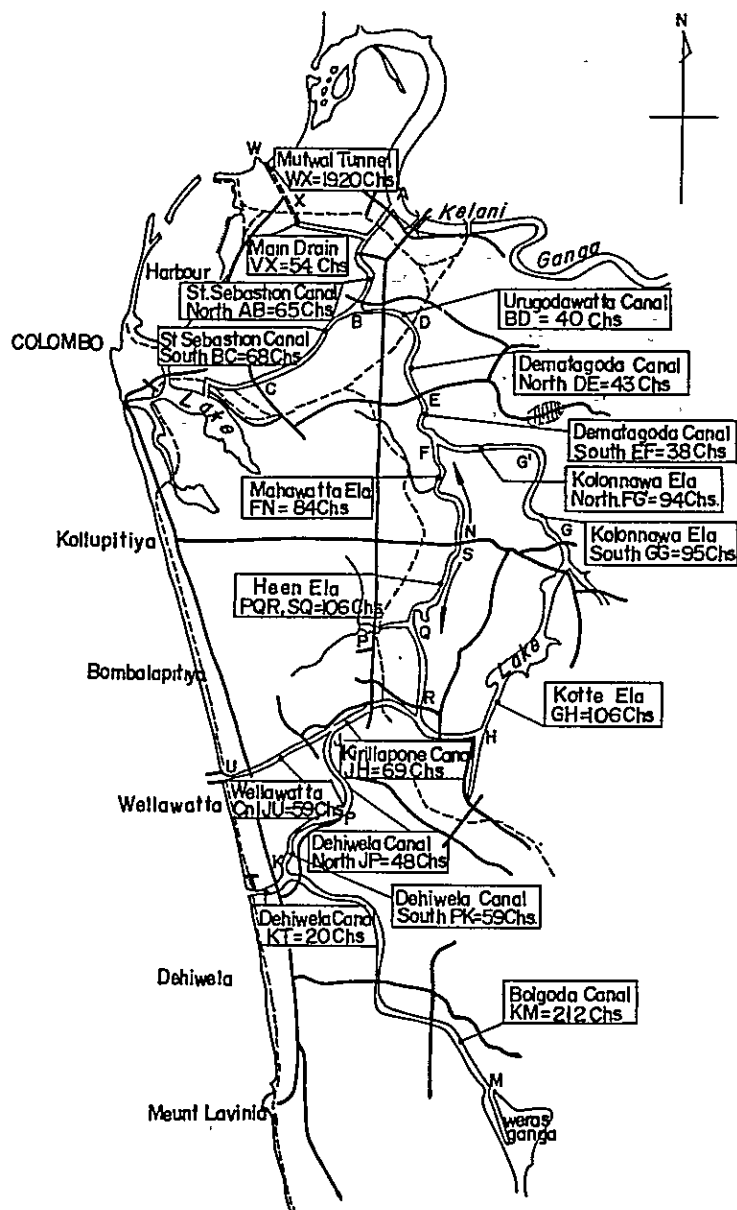 N
W
Mutwal Tunnel
WX=1920Chs
X
A
Kelani
Ganga
Main Drain
VX=54 Chs
Harbour
St.Sebastion Canal
North AB=65Chs
Urugodawatta Canal
BD = 40 Chs
B
D
St Sebastion Canal
South BC=68Chs
COLOMBO
Dematagoda Canal
North DE=43Chs
C
E
Lake
Dematagoda Canal
South EF=38Chs
F
G'
Mahawatta Ela
FN=84Chs
Kolonnawa Ela
North.FG'=94Chs.
N
G
Kollupitiya
S
Kolonnawa Ela
South GG=95Chs
Heen Ela
PQR, SQ=106Chs
Q
P
Lake
Bombalapitiya
R
Kotte Ela
GH=106Chs
H
J
Kirillapone Canal
JH=69 Chs
U
Wellawatta
Wellawatta
Cnl JU=59Chs
P
Dehiwela Canal
North JP=48Chs
K
T
Dehiwela Canal
South PK=59Chs.
Dehiwela Canal
KT=20Chs
Dehiwela
Bolgoda Canal
KM=212Chs
M
Meunt Lavinia
weras
ganga